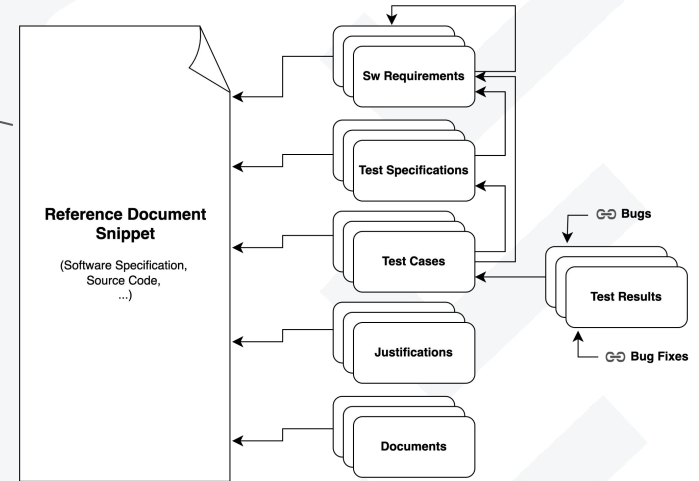 Sw Requirements
Test Specifications
Reference Document
Snippet
(Software Specification,
Source Code,
...)
Test Cases
Bugs
Test Results
Bug Fixes
Justifications
Documents